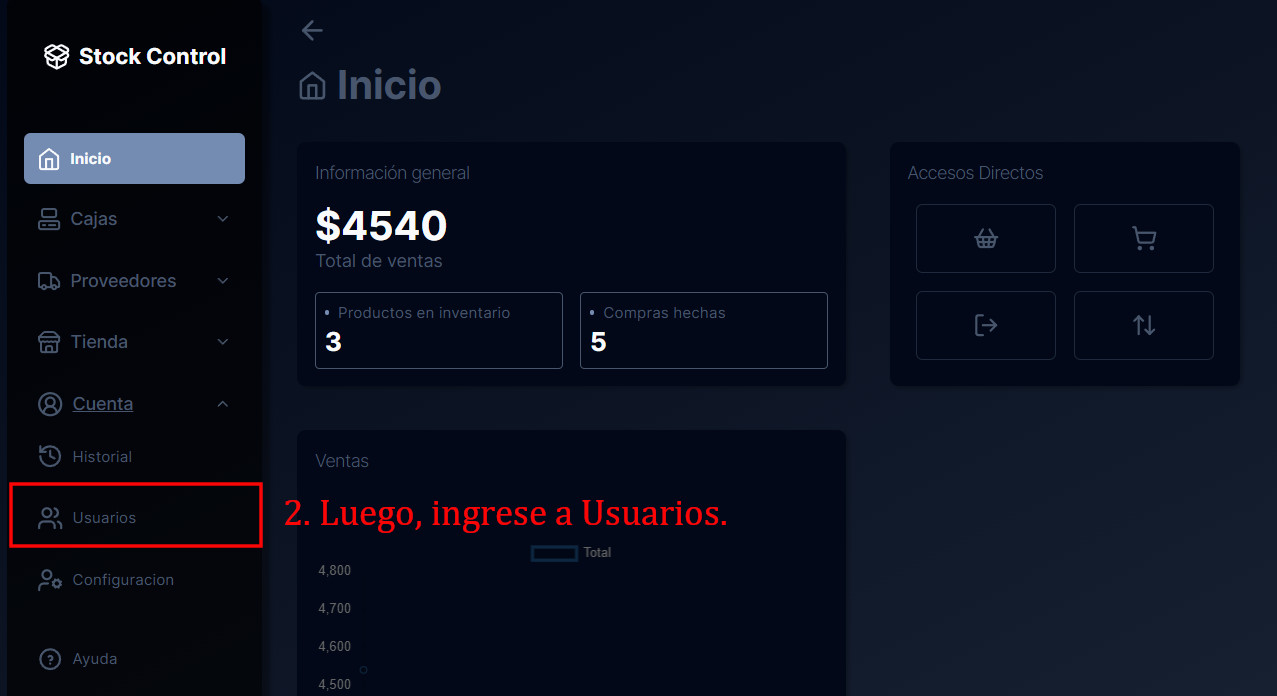 Stock Control
Inicio
Cajas
Proveedores
Tienda
Cuenta
Historial
Usuarios
Configuracion
Ayuda
Inicio
Información general
$4540
Total de ventas
Productos en inventario
3
Compras hechas
5
Accesos Directos
Ventas
2. Luego, ingrese a Usuarios.
Total
4,800
4,700
4,600
4,500